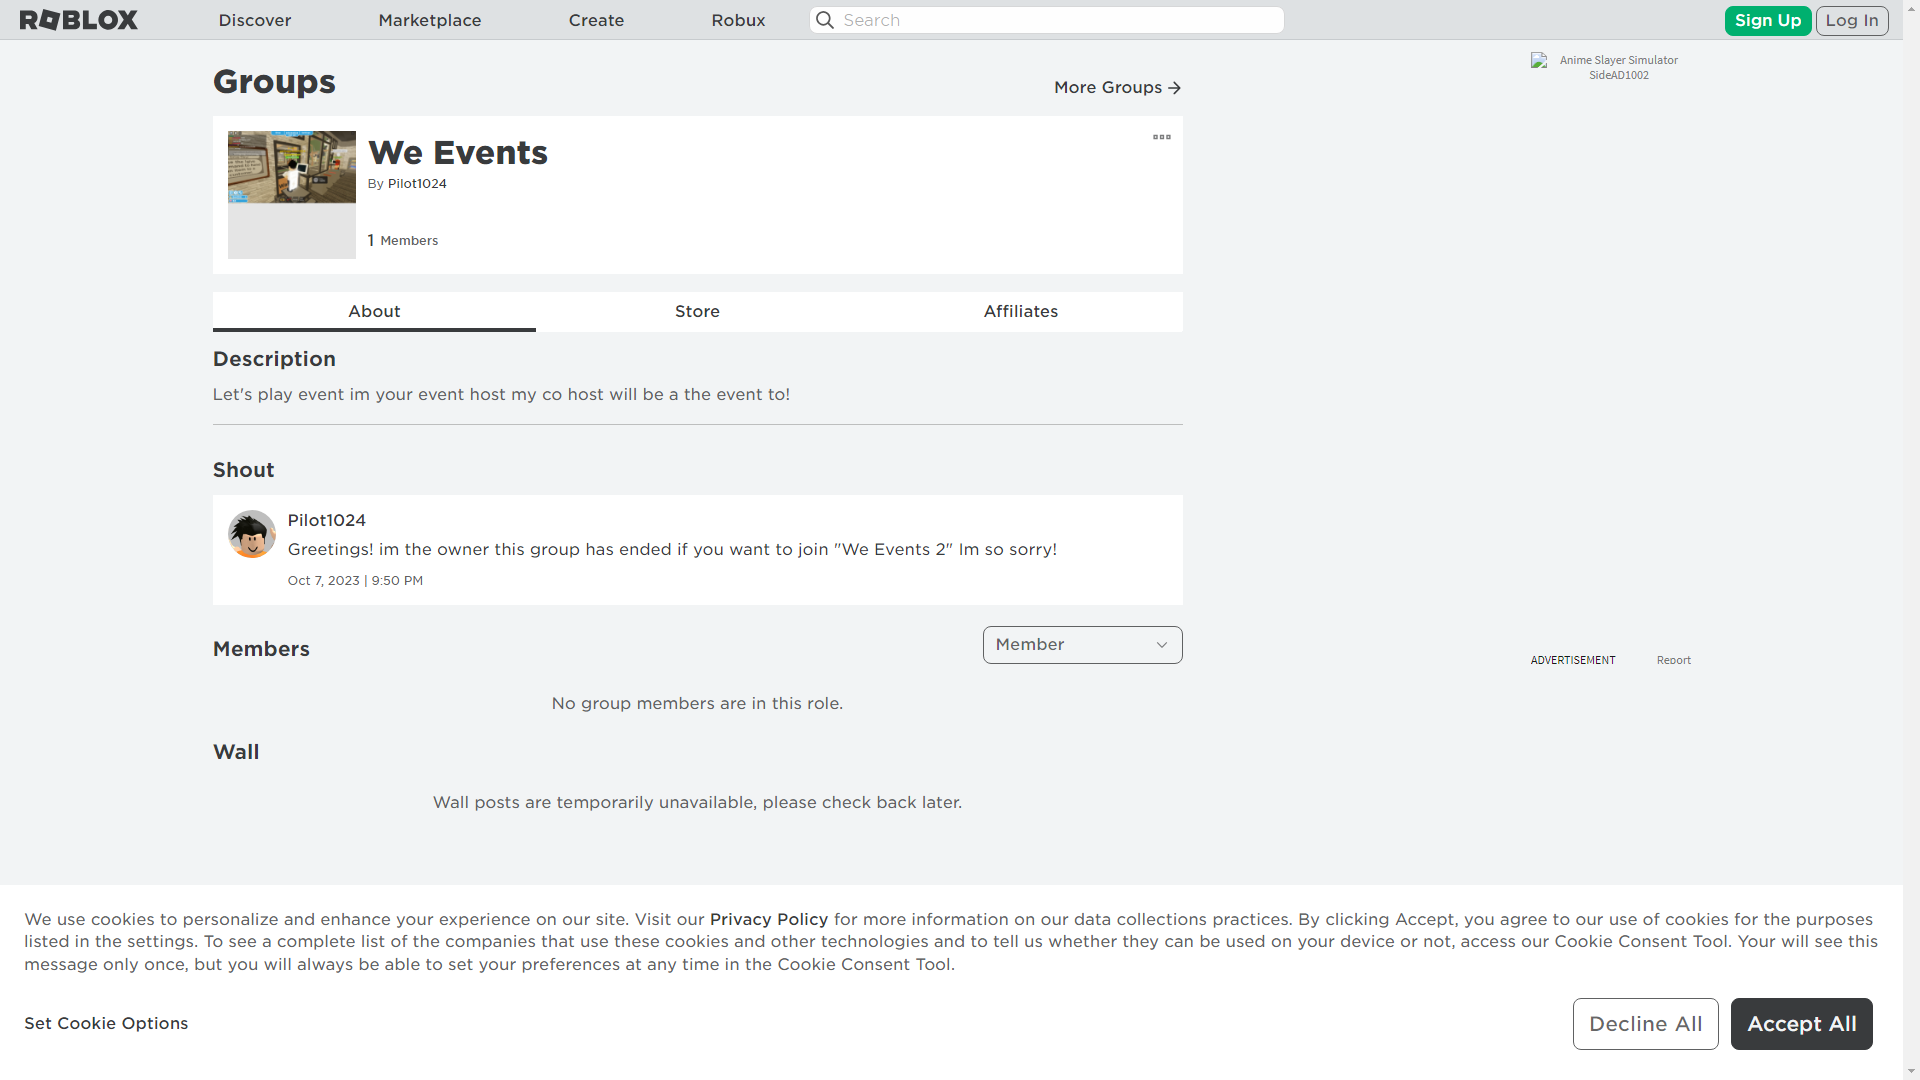 ROBLOX
Discover
Marketplace
Create
Robux
Search
Sign Up
Log In
Groups
More Groups
We Events
By Pilot1024
1 Members
Anime Slayer Simulator
SideAD1002
About
Store
Affiliates
Description
Let's play event im your event host my co host will be a the event to!
Shout
Pilot1024
Greetings! im the owner this group has ended if you want to join "We Events 2" Im so sorry!
Oct 7, 2023 | 9:50 PM
Members
Member
ADVERTISEMENT
Report
No group members are in this role.
Wall
Wall posts are temporarily unavailable, please check back later.
We use cookies to personalize and enhance your experience on our site. Visit our Privacy Policy for more information on our data collections practices. By clicking Accept, you agree to our use of cookies for the purposes
listed in the settings. To see a complete list of the companies that use these cookies and other technologies and to tell us whether they can be used on your device or not, access our Cookie Consent Tool. Your will see this
message only once, but you will always be able to set your preferences at any time in the Cookie Consent Tool.
Set Cookie Options
Decline All
Accept All